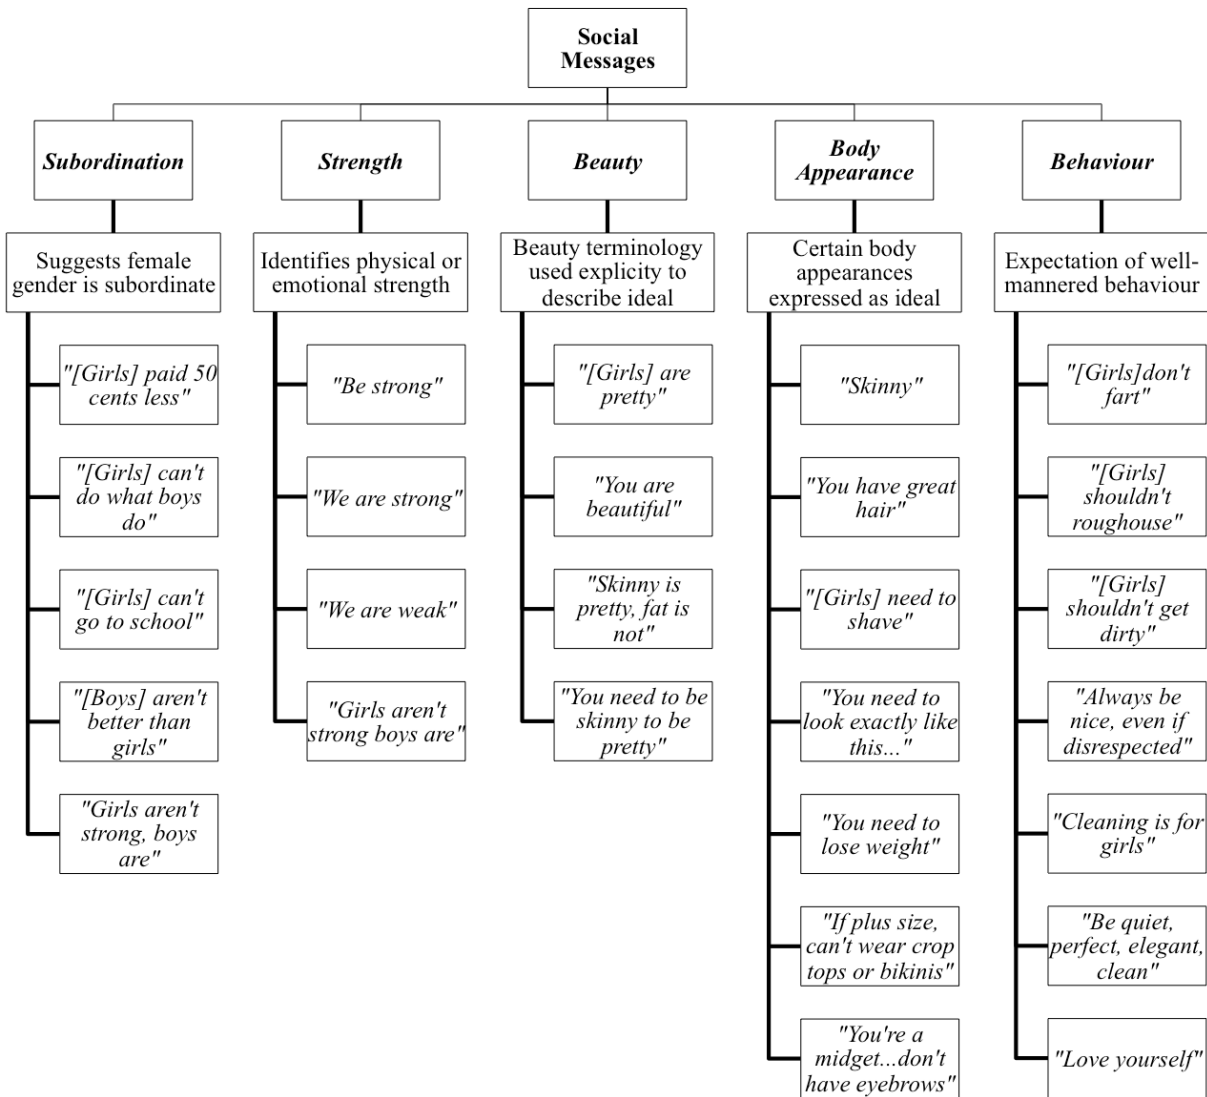 Social
Messages
Subordination
Strength
Beauty
Body
Appearance
Behaviour
Suggests female
gender is subordinate
Identifies physical or
emotional strength
Beauty terminology
used explicity to
describe ideal
Certain body
appearances
expressed as ideal
Expectation of well-
mannered behaviour
"[Girls] paid 50
cents less"
"[Girls] can't
do what boys
do"
"[Girls] can't
go to school"
"[Boys] aren't
better than
girls"
"Girls aren't
strong, boys
are"
"Be strong"
"We are strong"
"We are weak"
"Girls aren't
strong boys are"
"[Girls] are
pretty"
"You are
beautiful"
"Skinny is
pretty, fat is
not"
"You need to be
skinny to be
pretty"
"Skinny"
"You have great
hair"
"[Girls] need to
shave"
"You need to
look exactly like
this..."
"You need to
lose weight"
"If plus size,
can't wear crop
tops or bikinis"
"You're a
midget...don't
have eyebrows"
"[Girls]don't
fart"
"[Girls]
shouldn't
roughouse"
"[Girls]
shouldn't get
dirty"
"Always be
nice, even if
disrespected"
"Cleaning is for
girls"
"Be quiet,
perfect, elegant,
clean"
"Love yourself"